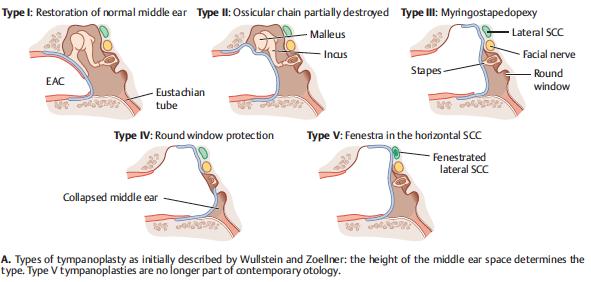 Type I: Restoration of normal middle ear
Type II: Ossicular chain partially destroyed
Type III: Myringostapedopexy
Malleus
Incus
EAC
Eustachian
tube
Lateral SCC
Facial nerve
Stapes
Round
window
Type IV: Round window protection
Type V: Fenestra in the horizontal SCC
Collapsed middle ear
Fenestrated
lateral SCC
A. Types of tympanoplasty as initially described by Wullstein and Zoellner: the height of the middle ear space determines the
type. Type V tympanoplasties are no longer part of contemporary otology.